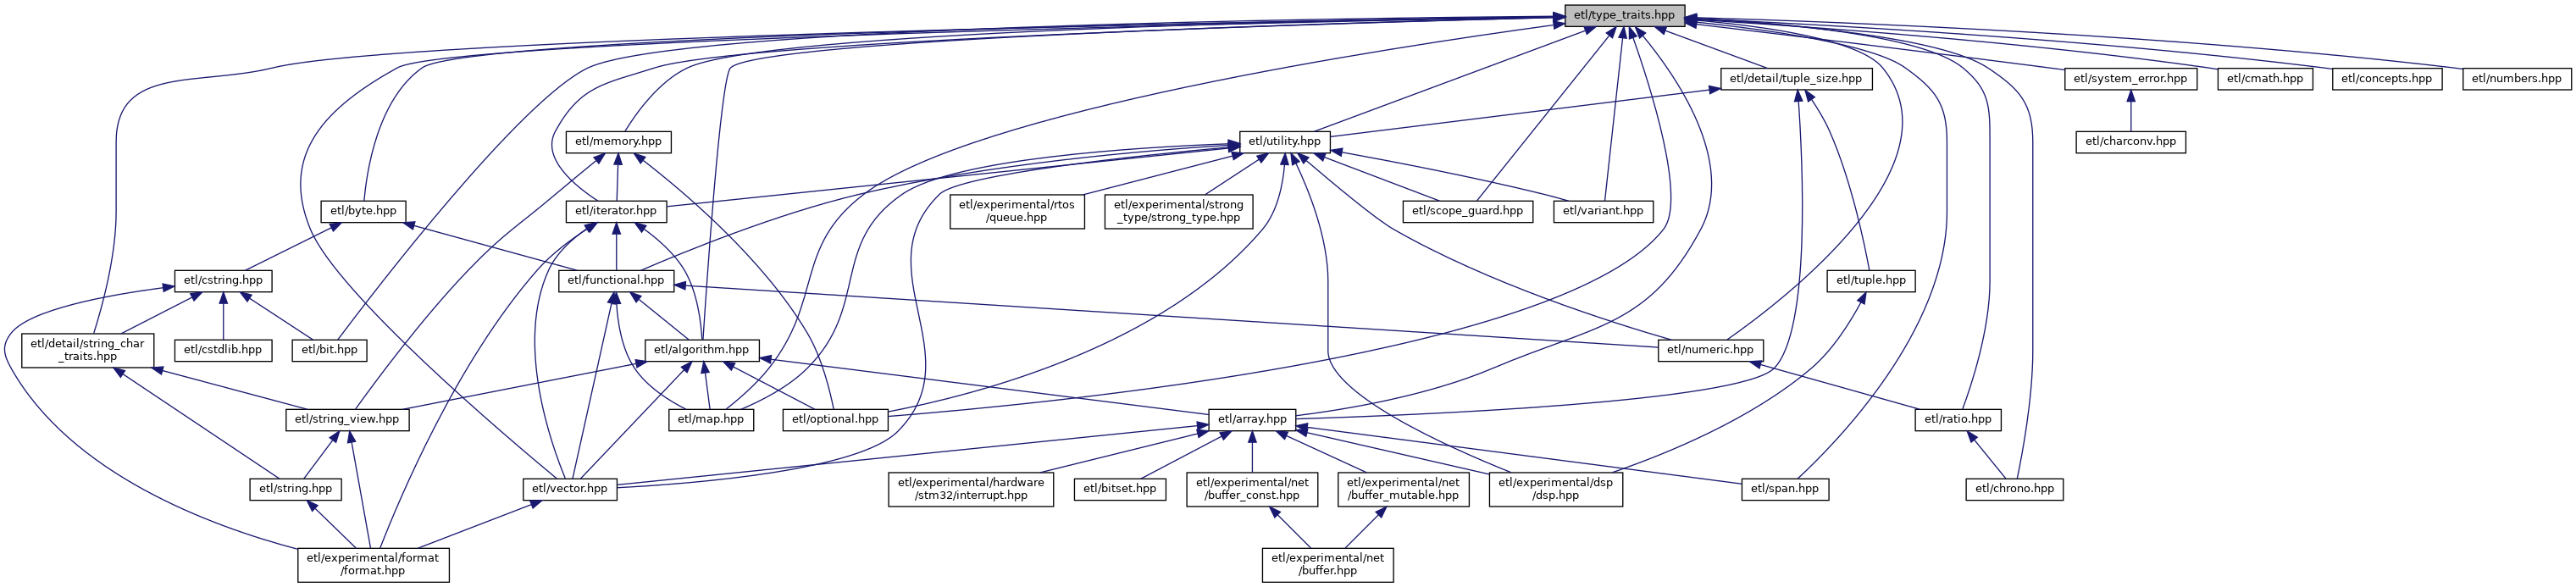 etl/type_traits.hpp
etl/detail/tuple_size.hpp
etl/system_error.hpp
etl/cmath.hpp
etl/concepts.hpp
etl/numbers.hpp
etl/memory.hpp
etl/utility.hpp
etl/charconv.hpp
etl/byte.hpp
etl/iterator.hpp
etl/experimental/rtos
/queue.hpp
etl/experimental/strong
_type/strong_type.hpp
etl/scope_guard.hpp
etl/variant.hpp
etl/cstring.hpp
etl/functional.hpp
etl/tuple.hpp
etl/detail/string_char
_traits.hpp
etl/cstdlib.hpp
etl/bit.hpp
etl/algorithm.hpp
etl/numeric.hpp
etl/string_view.hpp
etl/map.hpp
etl/optional.hpp
etl/array.hpp
etl/ratio.hpp
etl/string.hpp
etl/vector.hpp
etl/experimental/hardware
/stm32/interrupt.hpp
etl/bitset.hpp
etl/experimental/net
/buffer_const.hpp
etl/experimental/net
/buffer_mutable.hpp
etl/experimental/dsp
/dsp.hpp
etl/span.hpp
etl/chrono.hpp
etl/experimental/format
/format.hpp
etl/experimental/net
/buffer.hpp